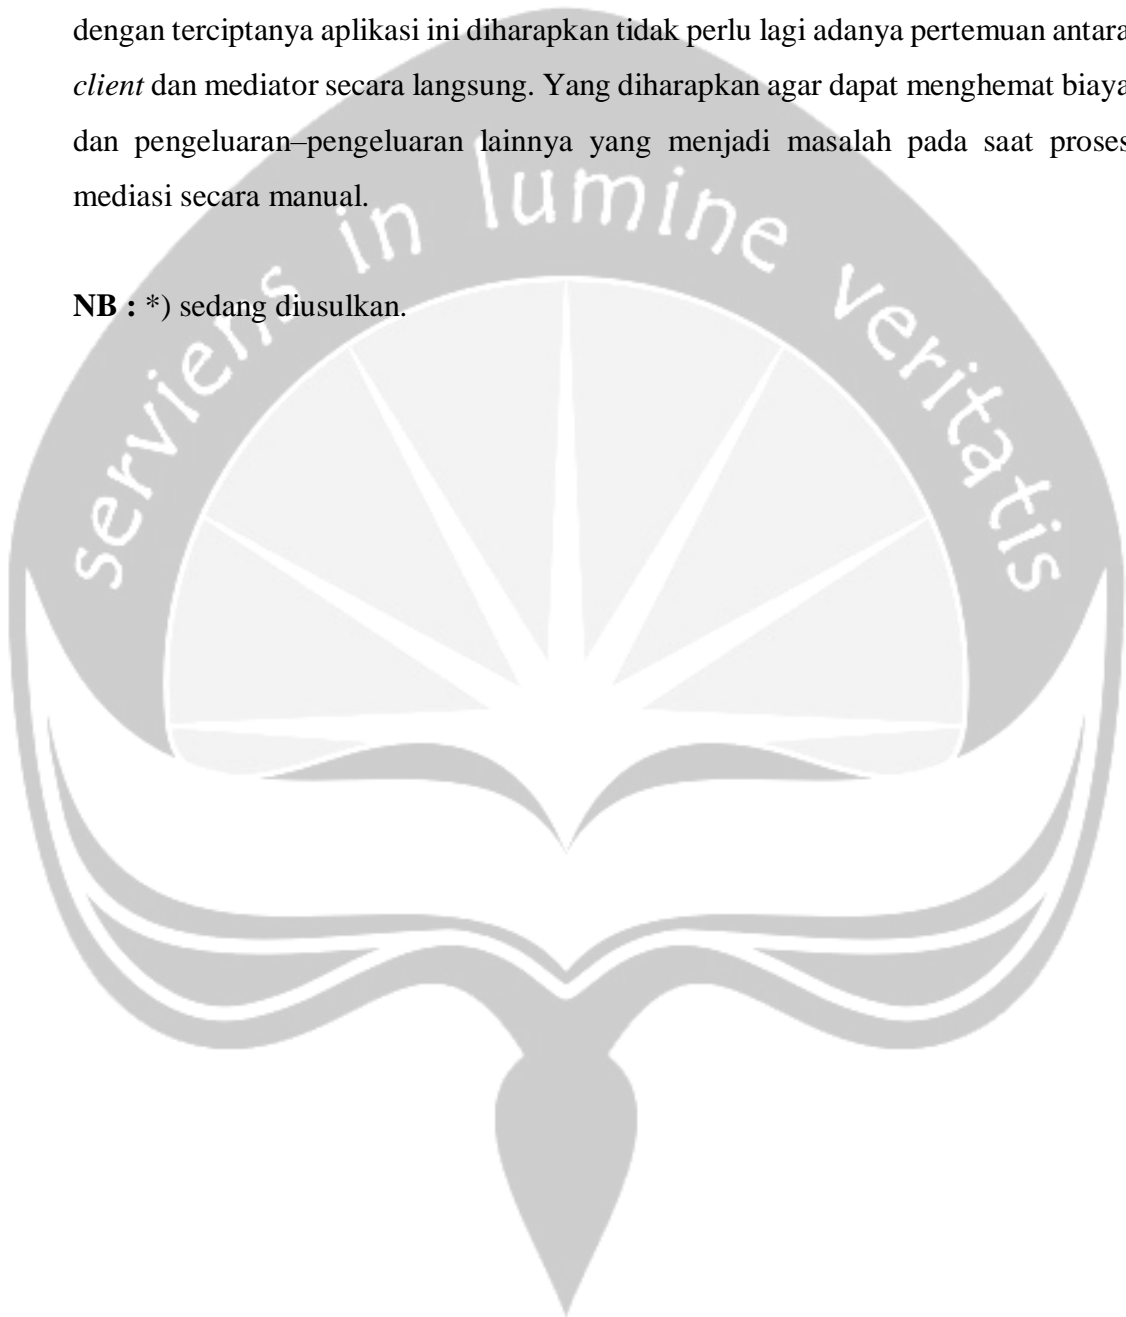 dengan terciptanya aplikasi ini diharapkan tidak perlu lagi adanya pertemuan antara
client dan mediator secara langsung. Yang diharapkan agar dapat menghemat biaya
dan pengeluaran–pengeluaran lainnya yang menjadi masalah pada saat proses
mediasi secara manual.
NB : *) sedang diusulkan.
serviens in lumine veritatis